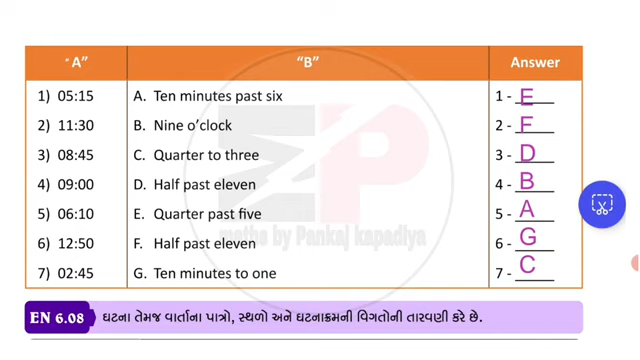 “A” “B” Answer
1) 05:15 A. Ten minutes past six 1 - E
2) 11:30 B. Nine o’clock 2 - F
3) 08:45 C. Quarter to three 3 - D
4) 09:00 D. Half past eleven 4 - B
5) 06:10 E. Quarter past five 5 - A
6) 12:50 F. Half past eleven 6 - G
7) 02:45 G. Ten minutes to one 7 - C
maths by Pankaj kapadiya
EN 6.08 ઘટના તેમજ વાર્તાના પાત્રો, સ્થળો અને ઘટનાક્રમની વિગતોની તારવણી કરે છે.